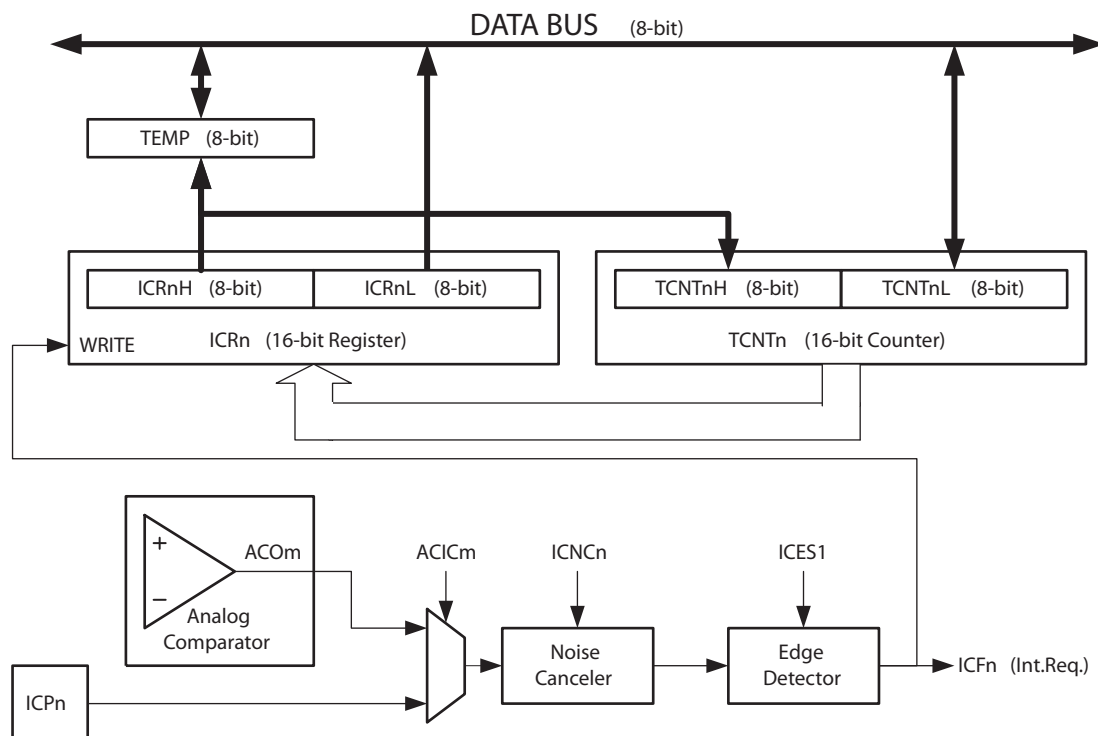 DATA BUS (8-bit)
TEMP (8-bit)
ICRnH (8-bit)
ICRnL (8-bit)
TCNTnH (8-bit)
TCNTnL (8-bit)
WRITE
ICRn (16-bit Register)
TCNTn (16-bit Counter)
+
−
ACOm
Analog
Comparator
ACICm
ICNCn
ICES1
Noise
Canceler
Edge
Detector
ICFn (Int.Req.)
ICPn